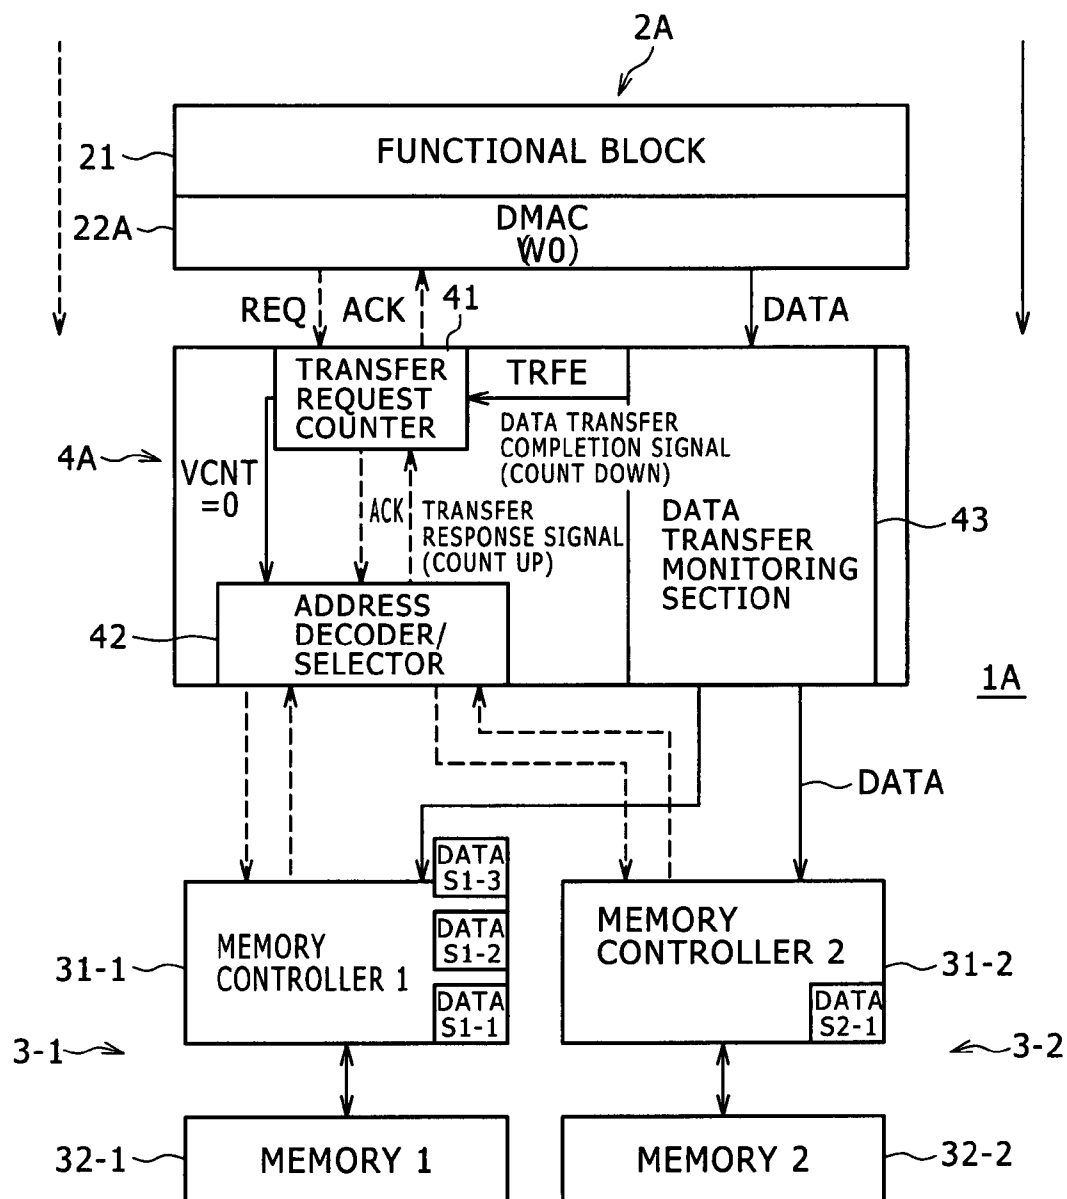 2A
FUNCTIONAL BLOCK
21
DMAC
(W0)
22A
REQ
ACK
41
DATA
TRANSFER
REQUEST
COUNTER
TRFE
DATA TRANSFER
COMPLETION SIGNAL
(COUNT DOWN)
4A
VCNT
=0
ACK
TRANSFER
RESPONSE SIGNAL
(COUNT UP)
DATA
TRANSFER
MONITORING
SECTION
43
ADDRESS
DECODER/
SELECTOR
42
1A
DATA
DATA
S1-3
MEMORY
CONTROLLER 1
DATA
S1-2
DATA
S1-1
31-1
MEMORY
CONTROLLER 2
DATA
S2-1
31-2
3-1
3-2
MEMORY 1
32-1
MEMORY 2
32-2